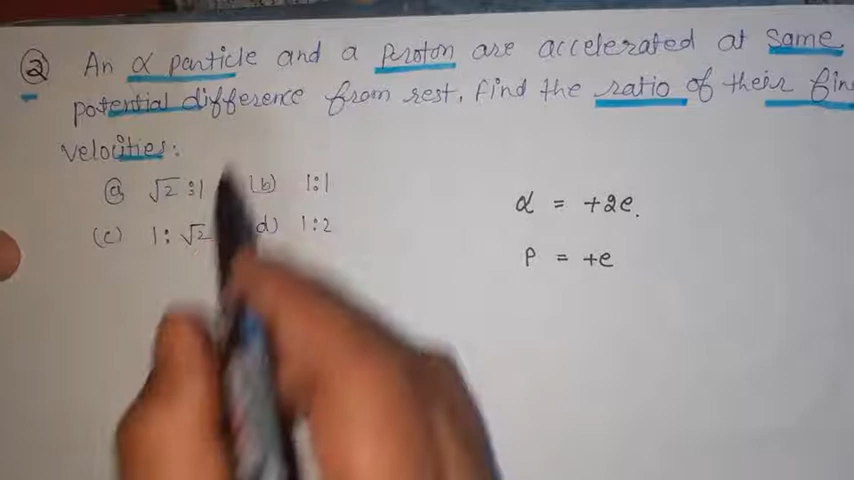 ② An α particle and a proton are accelerated at same
potential difference from rest, find the ratio of their
velocities:
ⓐ √2 : 1 (b) 1:1
(c) 1 : √2 d) 1:2
α = +2e.
P = +e